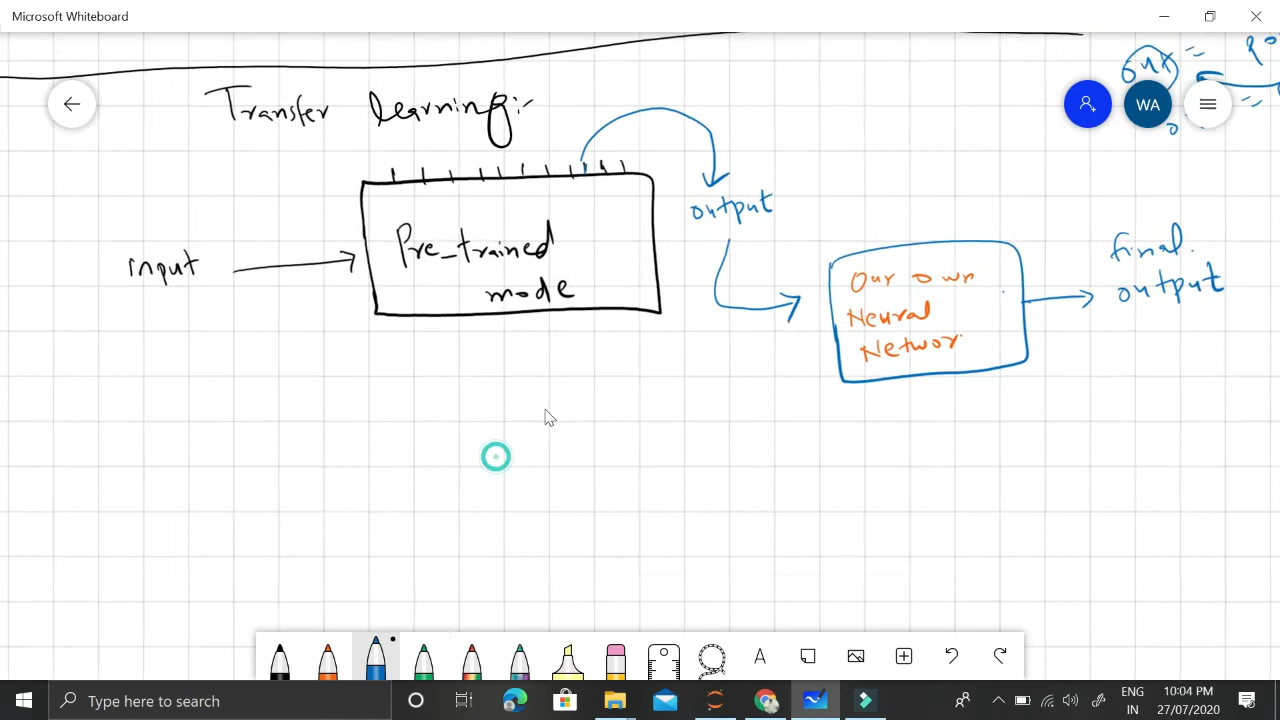 Microsoft Whiteboard
Transfer learning:-
WA
output
Pre_trained
mode
input
Our own
Neural
Networ
final.
output
A
Type here to search
ENG
IN
10:04 PM
27/07/2020